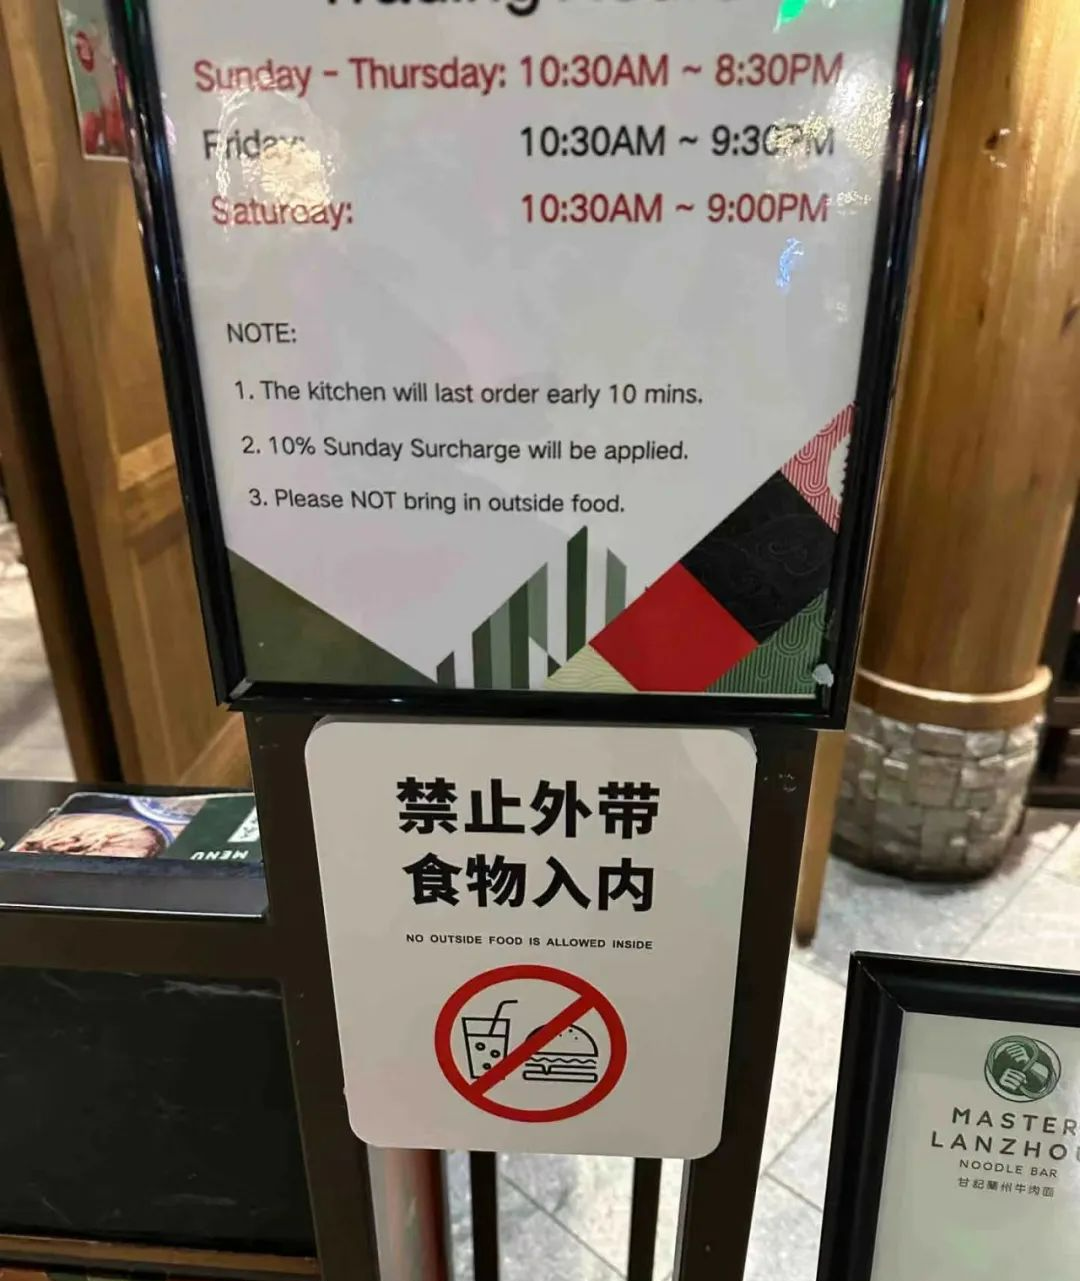 Sunday - Thursday: 10:30AM ~ 8:30PM
Friday: 10:30AM ~ 9:30PM
Saturday: 10:30AM ~ 9:00PM
NOTE:
1. The kitchen will last order early 10 mins.
2. 10% Sunday Surcharge will be applied.
3. Please NOT bring in outside food.
禁止外带
食物入内
NO OUTSIDE FOOD IS ALLOWED INSIDE
MENU
MASTER
LANZHOU
NOODLE BAR
甘記蘭州牛肉面